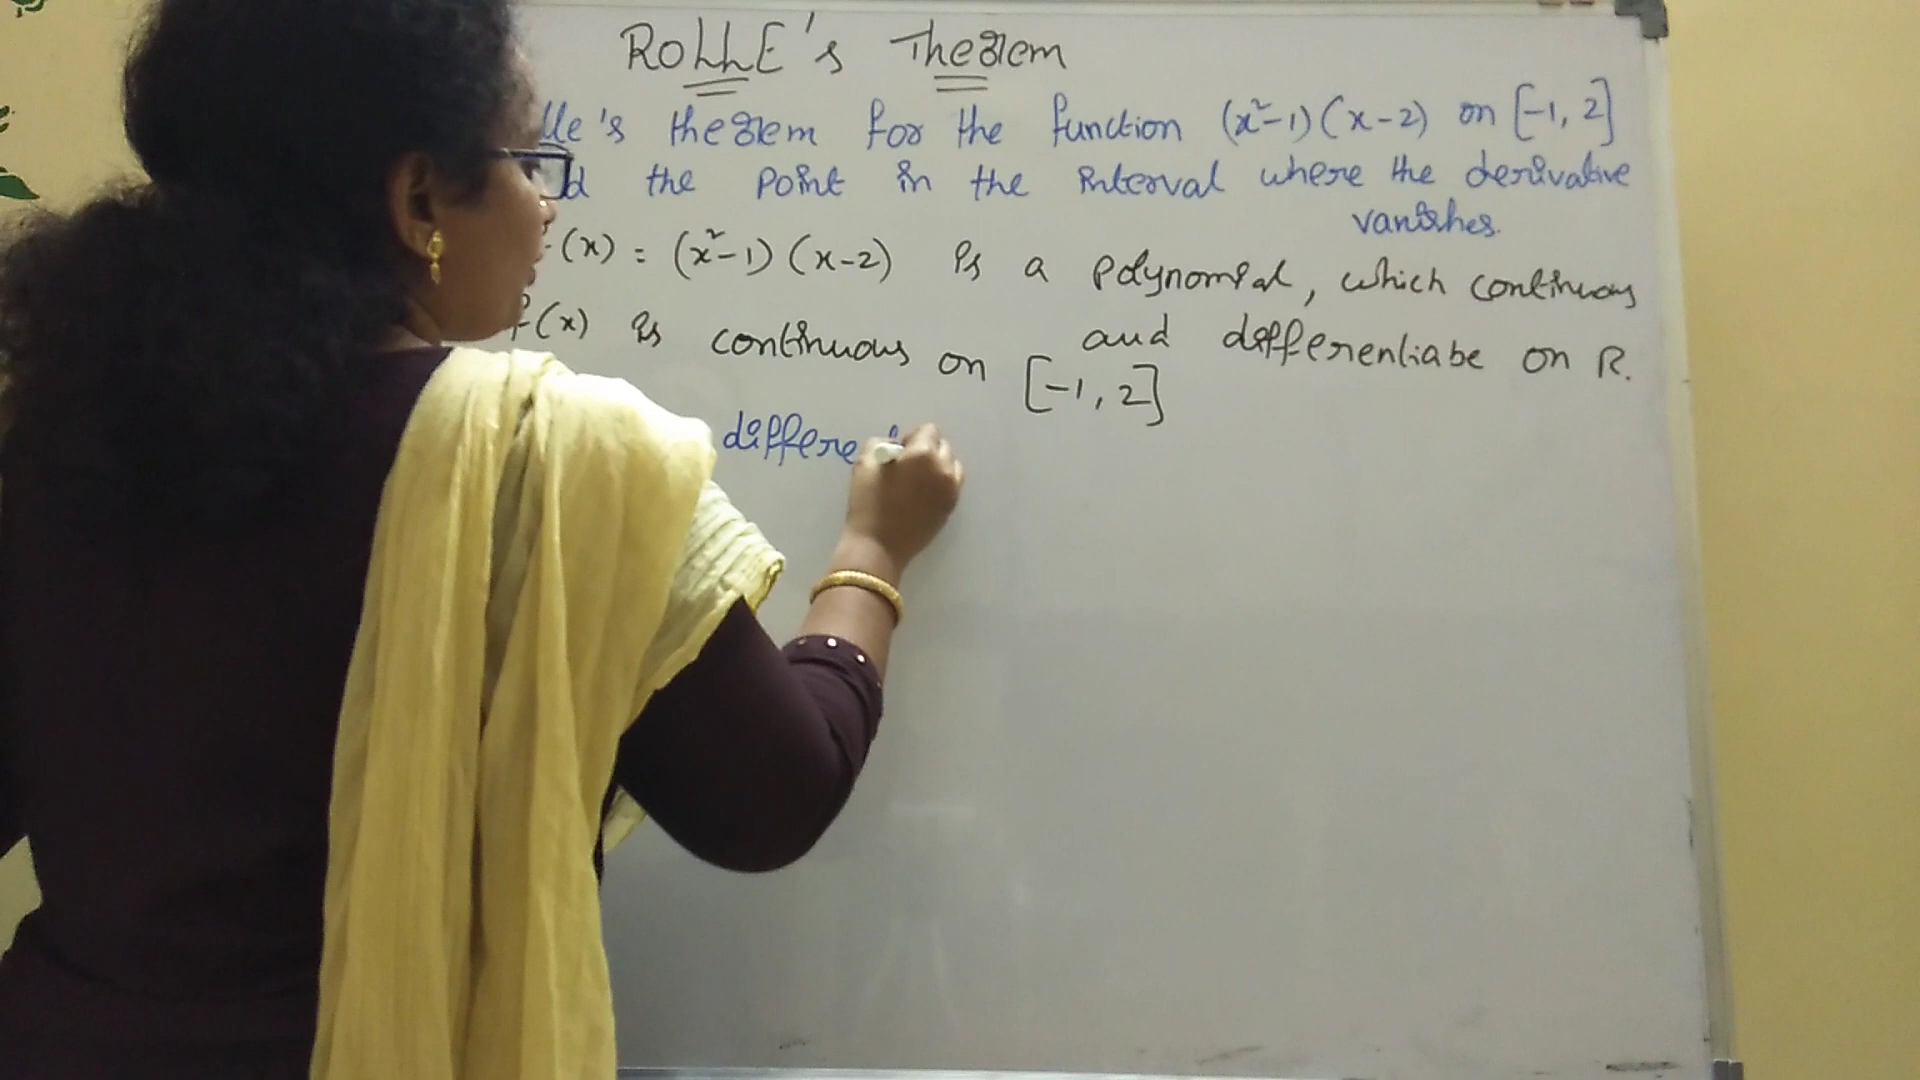 ROLLE's Theorem
lle's theorem for the function (x²-1)(x-2) on [-1, 2]
the point in the interval where the derivative
vanishes.
(x) = (x²-1)(x-2) is a polynomial, which continuous
and differentiabe on R.
f(x) is continuous on [-1, 2]
differe